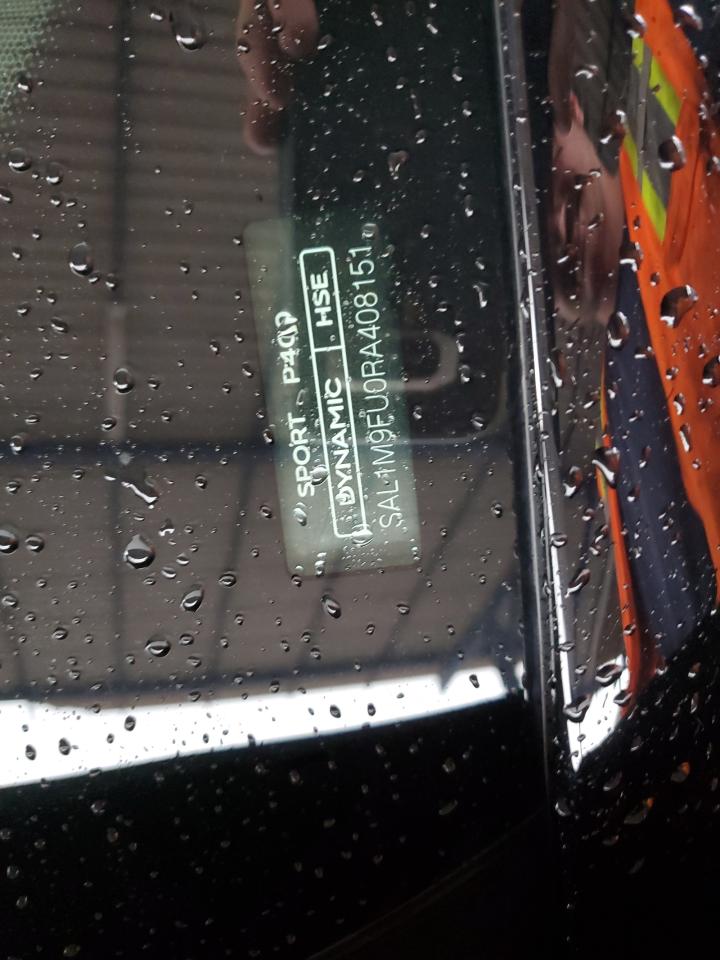 SPORT P400
DYNAMIC HSE
SAL1M9FU0RA408151